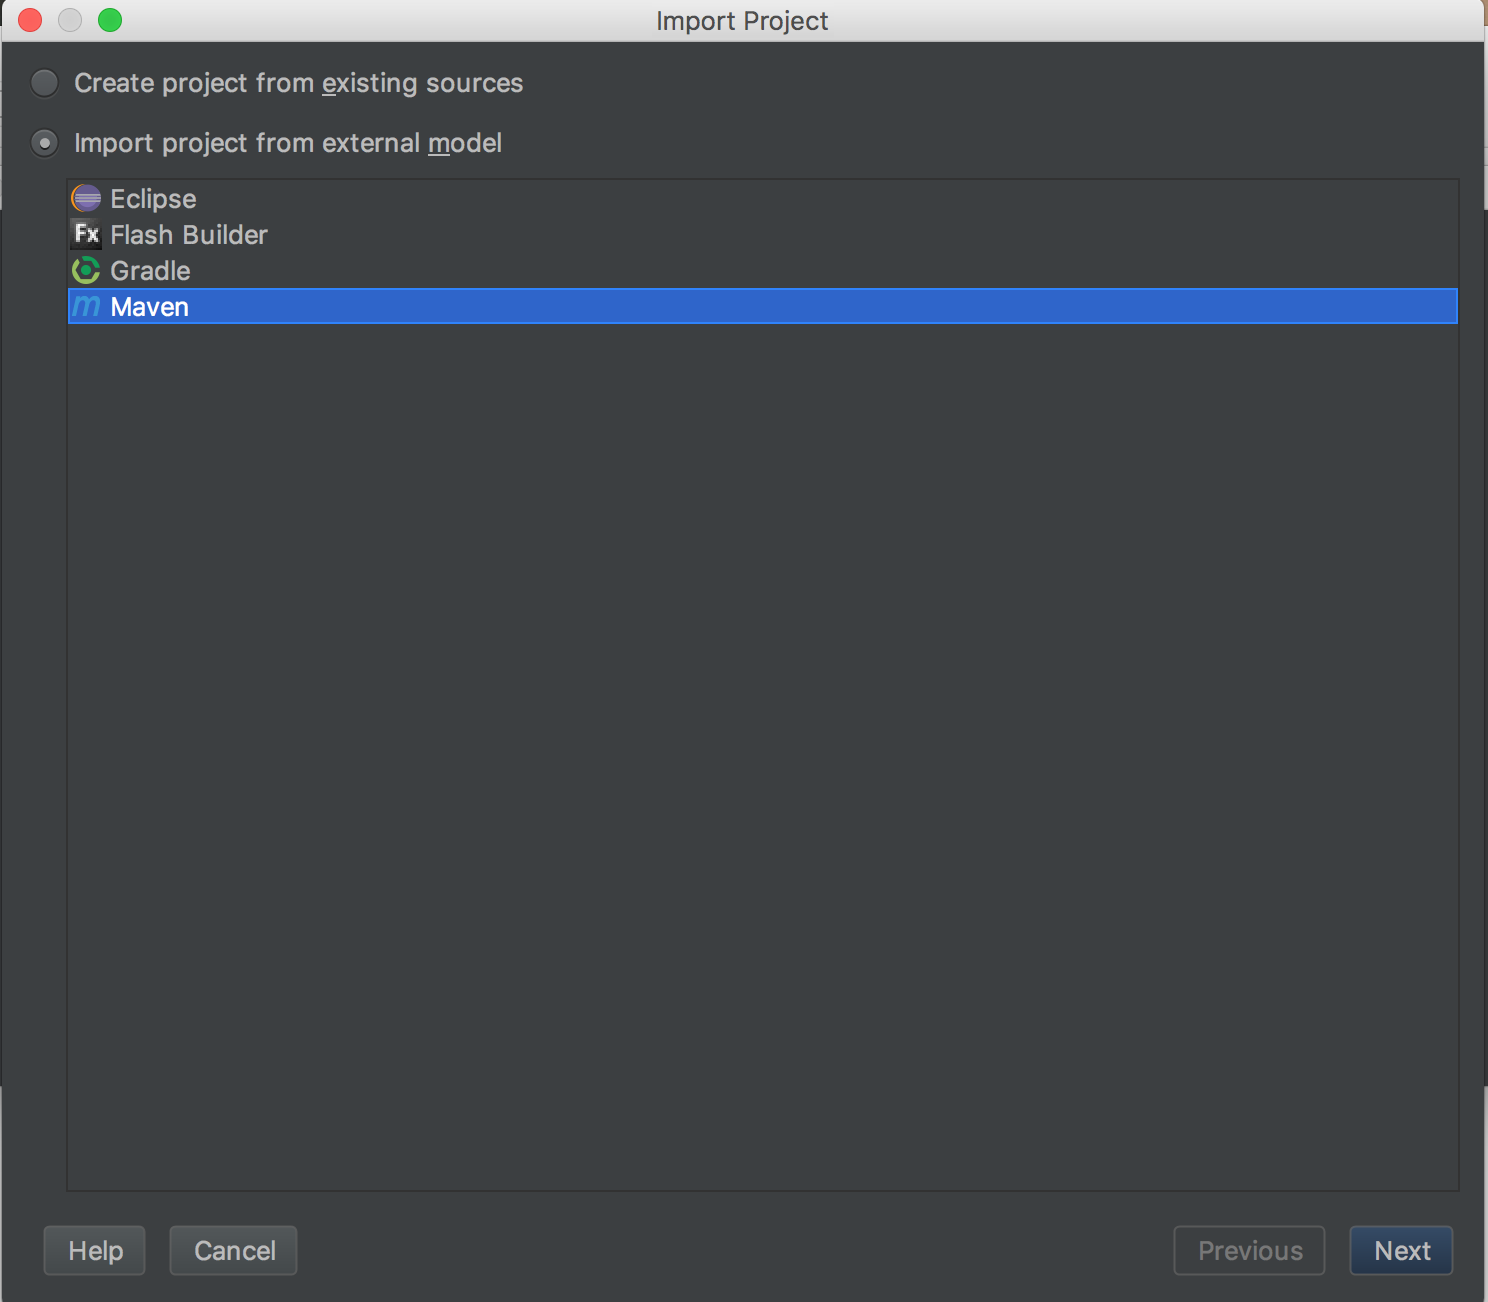 Import Project
Create project from existing sources
Import project from external model
Eclipse
Fx Flash Builder
Gradle
m Maven
Help Cancel Previous Next